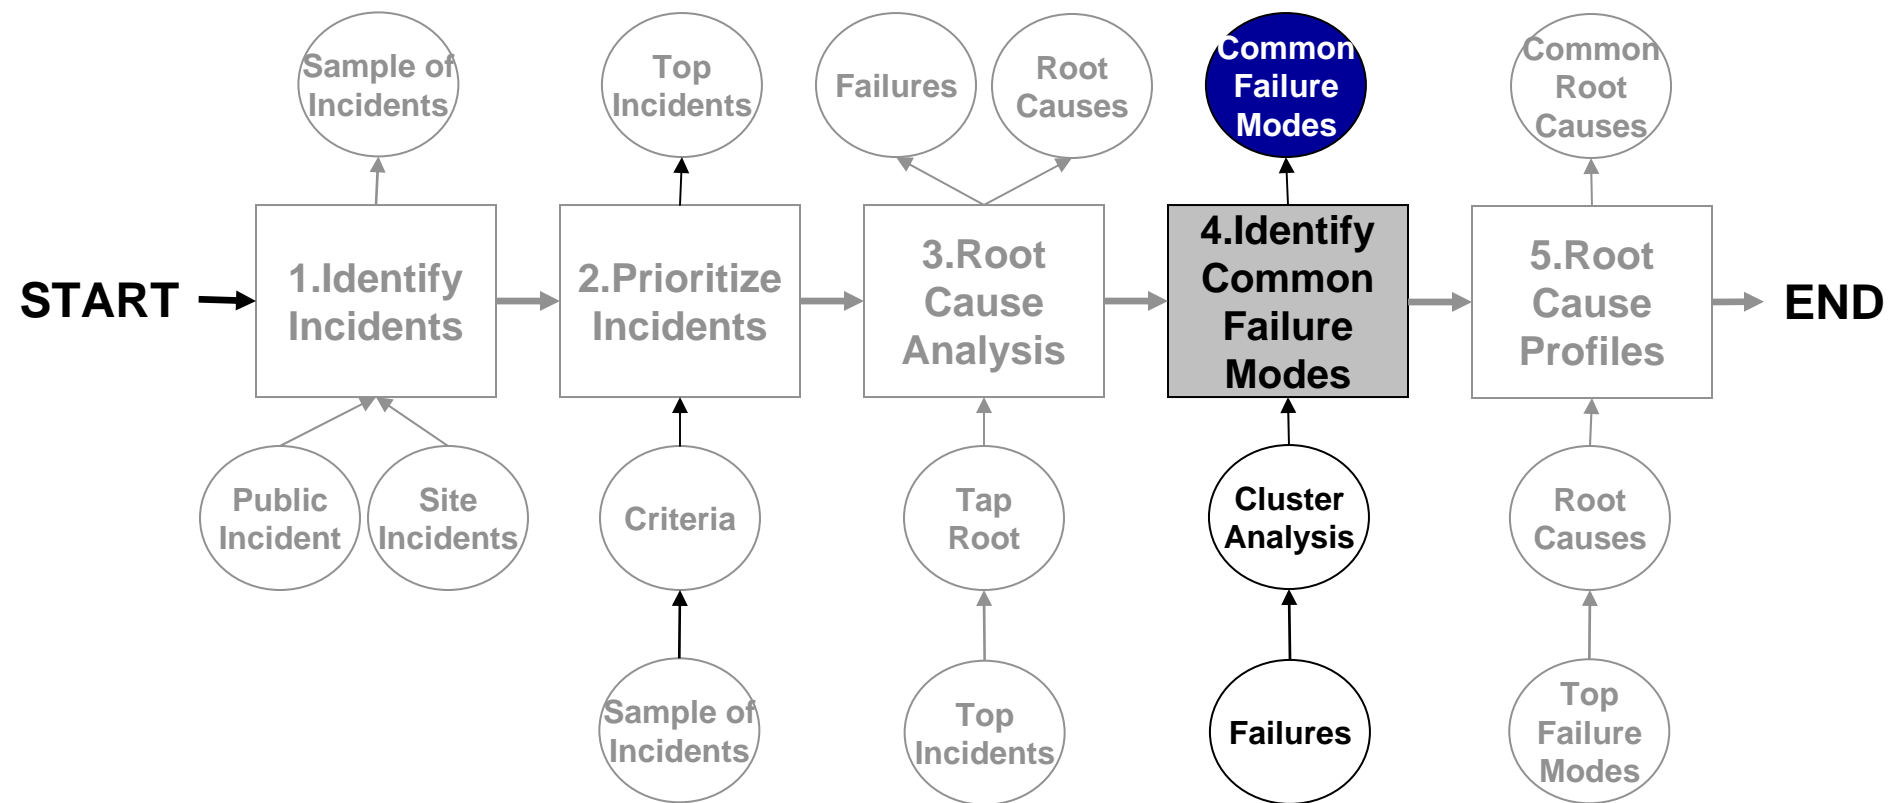 Sample of
Incidents
Top
Incidents
Failures
Root
Causes
Common
Failure
Modes
Common
Root
Causes
START
1.Identify
Incidents
2.Prioritize
Incidents
3.Root
Cause
Analysis
4.Identify
Common
Failure
Modes
5.Root
Cause
Profiles
END
Public
Incident
Site
Incidents
Criteria
Tap
Root
Cluster
Analysis
Root
Causes
Sample of
Incidents
Top
Incidents
Failures
Top
Failure
Modes